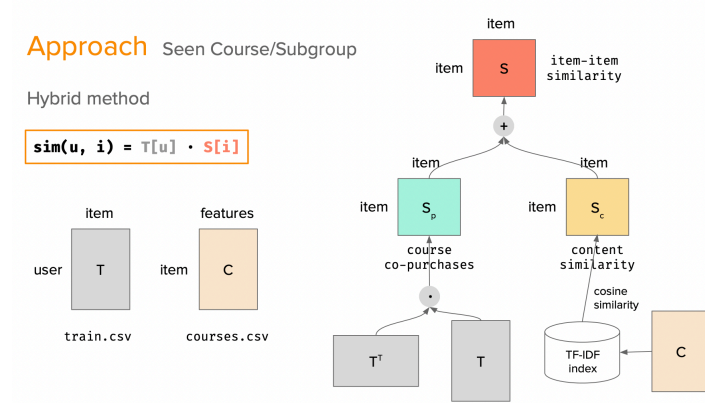 Approach Seen Course/Subgroup
Hybrid method
sim(u, i) = T[u] · S[i]
item
user
T
train.csv
features
item
C
courses.csv
item
item
S
item-item
similarity
+
item
item
Sp
course
co-purchases
·
T^T
T
item
item
Sc
content
similarity
cosine
similarity
TF-IDF
index
C